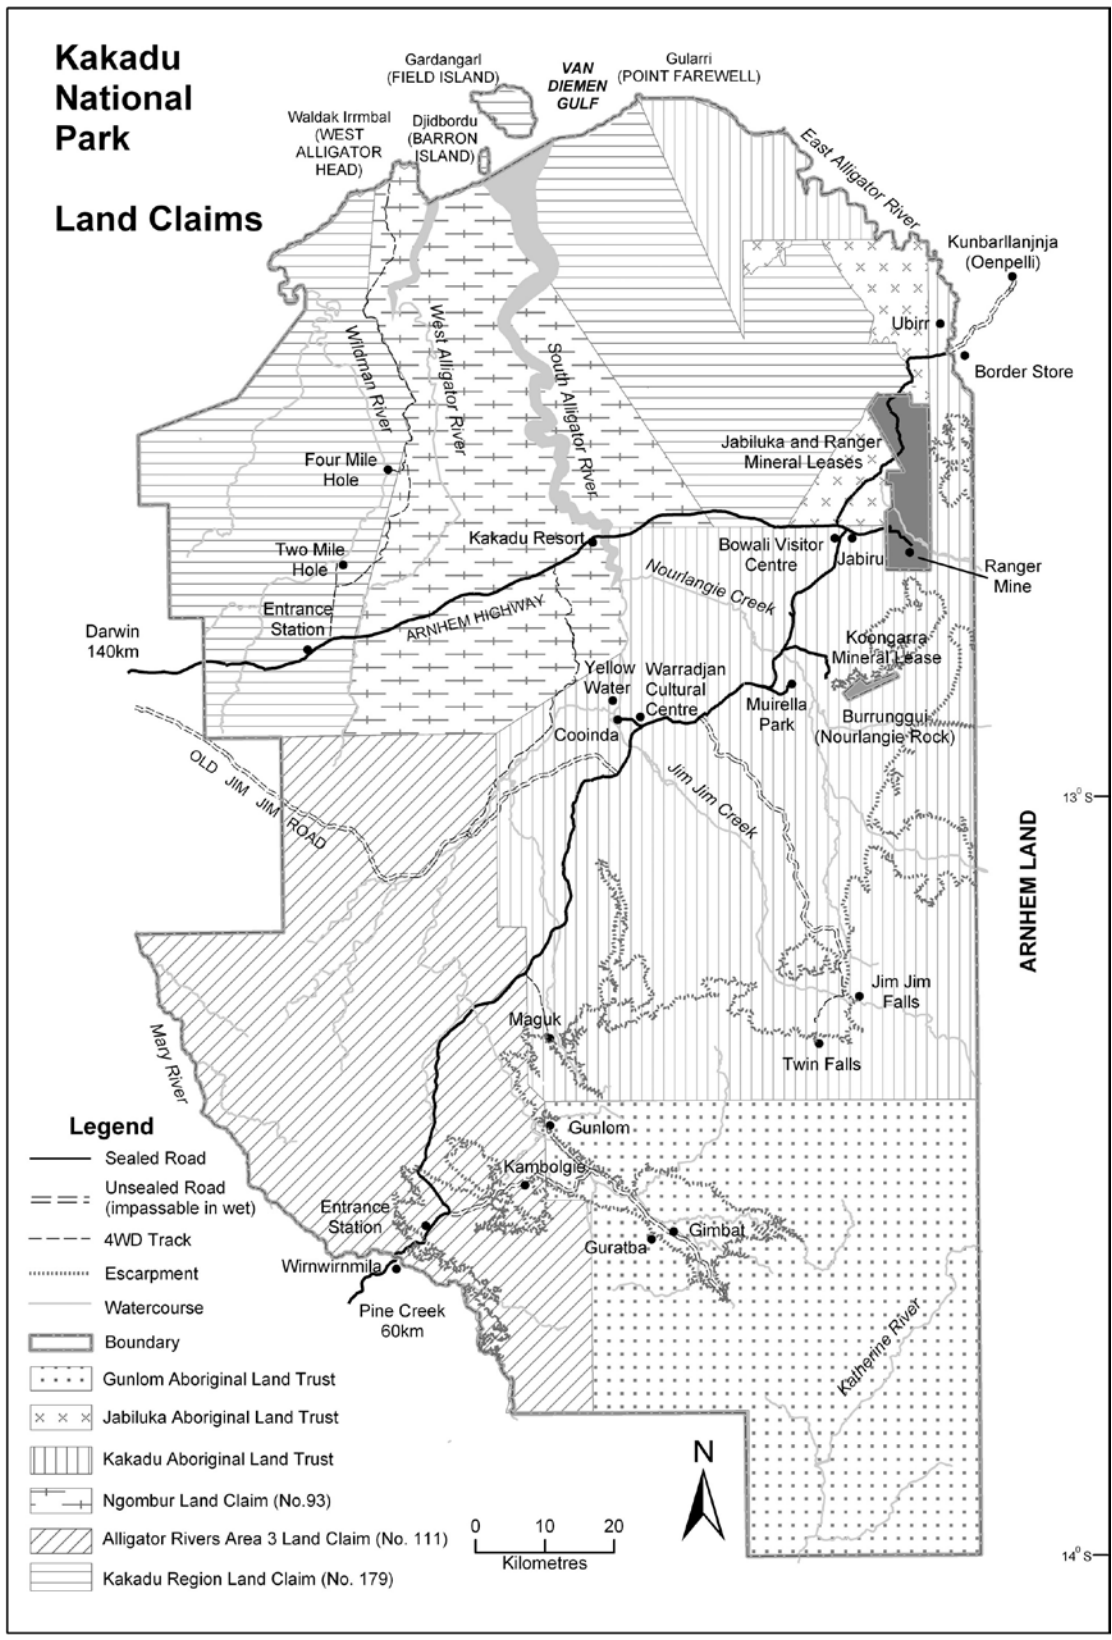 Kakadu
National
Park
Land Claims
Gardangarl
(FIELD ISLAND)
VAN
DIEMEN
GULF
Gularri
(POINT FAREWELL)
Waldak Irrmbal
(WEST
ALLIGATOR
HEAD)
Djidbordu
(BARRON
ISLAND)
East Alligator River
Kunbarllanjnja
(Oenpelli)
Ubirr
Border Store
Wildman River
West Alligator River
South Alligator River
Jabiluka and Ranger
Mineral Leases
Four Mile
Hole
Kakadu Resort
Two Mile
Hole
Bowali Visitor
Centre
Jabiru
Ranger
Mine
Nourlangie Creek
Entrance
Station
ARNHEM HIGHWAY
Darwin
140km
Koongarra
Mineral Lease
Yellow
Water
Warradjan
Cultural
Centre
Muirella
Park
Cooinda
Burrunggui
(Nourlangie Rock)
OLD JIM JIM ROAD
Jim Jim Creek
13° S
ARNHEM LAND
Jim Jim
Falls
Maguk
Twin Falls
Mary River
Gunlom
Kambolgie
Entrance
Station
Gimbat
Guratba
Wirnwirnmila
Pine Creek
60km
Katherine River
Legend
Sealed Road
Unsealed Road
(impassable in wet)
4WD Track
Escarpment
Watercourse
Boundary
Gunlom Aboriginal Land Trust
Jabiluka Aboriginal Land Trust
Kakadu Aboriginal Land Trust
Ngombur Land Claim (No.93)
Alligator Rivers Area 3 Land Claim (No. 111)
Kakadu Region Land Claim (No. 179)
N
0 10 20
Kilometres
14° S